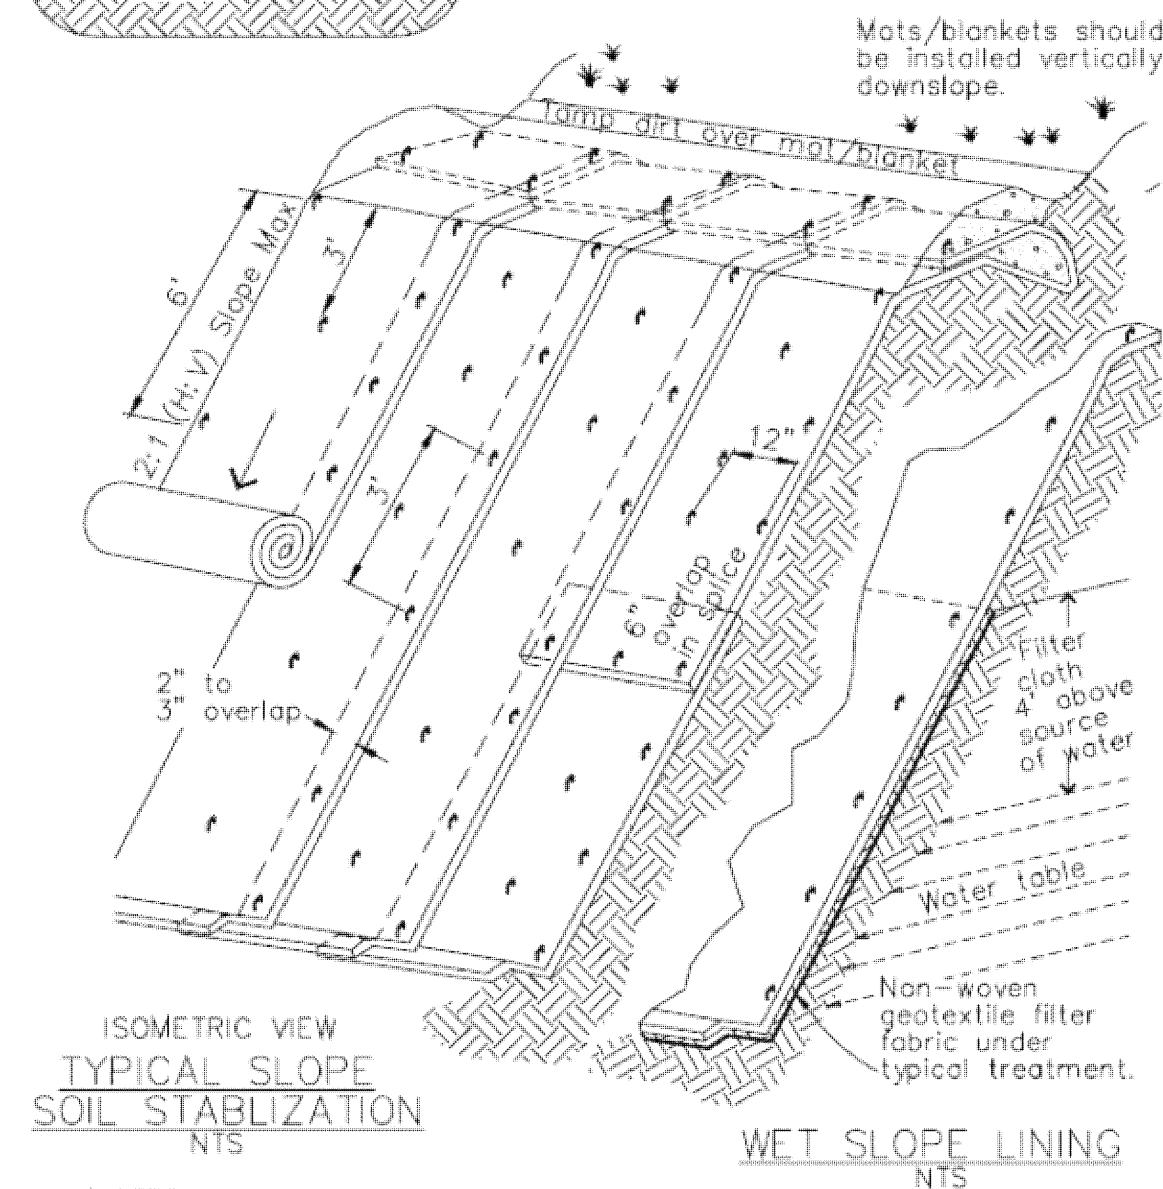 Mats/blankets should
be installed vertically
downslope.
Tamp dirt over mat/blanket
6'
2:1 (H: V) Slope Max
3'
3'
12"
6"
overlap
in splice
2" to
3" overlap
Filter
cloth
4' above
source
of water
Water table
Non-woven
geotextile filter
fabric under
typical treatment.
ISOMETRIC VIEW
TYPICAL SLOPE
SOIL STABLIZATION
NTS
WET SLOPE LINING
NTS